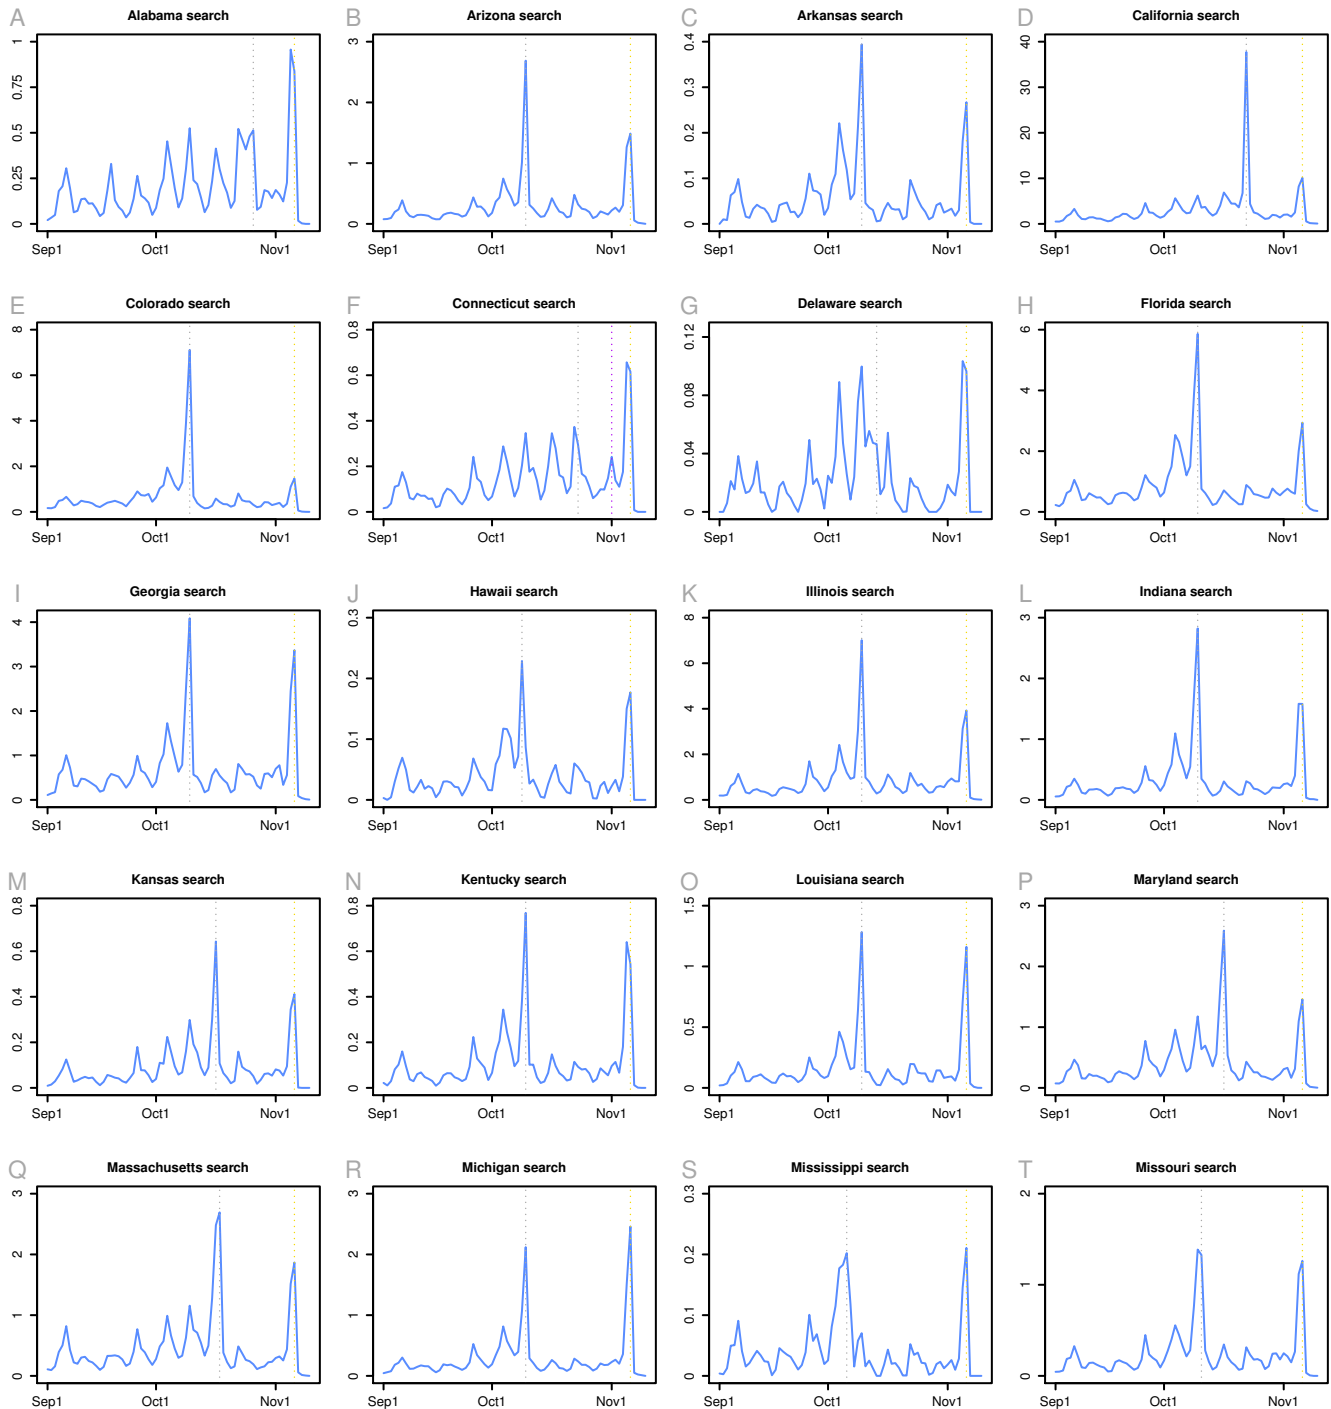 A Alabama search
0 0.25 0.5 0.75 1
Sep1 Oct1 Nov1
B Arizona search
0 1 2 3
Sep1 Oct1 Nov1
C Arkansas search
0 0.1 0.2 0.3 0.4
Sep1 Oct1 Nov1
D California search
0 10 20 30 40
Sep1 Oct1 Nov1
E Colorado search
0 2 4 6 8
Sep1 Oct1 Nov1
F Connecticut search
0 0.2 0.4 0.6 0.8
Sep1 Oct1 Nov1
G Delaware search
0 0.04 0.08 0.12
Sep1 Oct1 Nov1
H Florida search
0 2 4 6
Sep1 Oct1 Nov1
I Georgia search
0 1 2 3 4
Sep1 Oct1 Nov1
J Hawaii search
0 0.1 0.2 0.3
Sep1 Oct1 Nov1
K Illinois search
0 2 4 6 8
Sep1 Oct1 Nov1
L Indiana search
0 1 2 3
Sep1 Oct1 Nov1
M Kansas search
0 0.2 0.4 0.6 0.8
Sep1 Oct1 Nov1
N Kentucky search
0 0.2 0.4 0.6 0.8
Sep1 Oct1 Nov1
O Louisiana search
0 0.5 1 1.5
Sep1 Oct1 Nov1
P Maryland search
0 1 2 3
Sep1 Oct1 Nov1
Q Massachusetts search
0 1 2 3
Sep1 Oct1 Nov1
R Michigan search
0 1 2 3
Sep1 Oct1 Nov1
S Mississippi search
0 0.1 0.2 0.3
Sep1 Oct1 Nov1
T Missouri search
0 1 2
Sep1 Oct1 Nov1